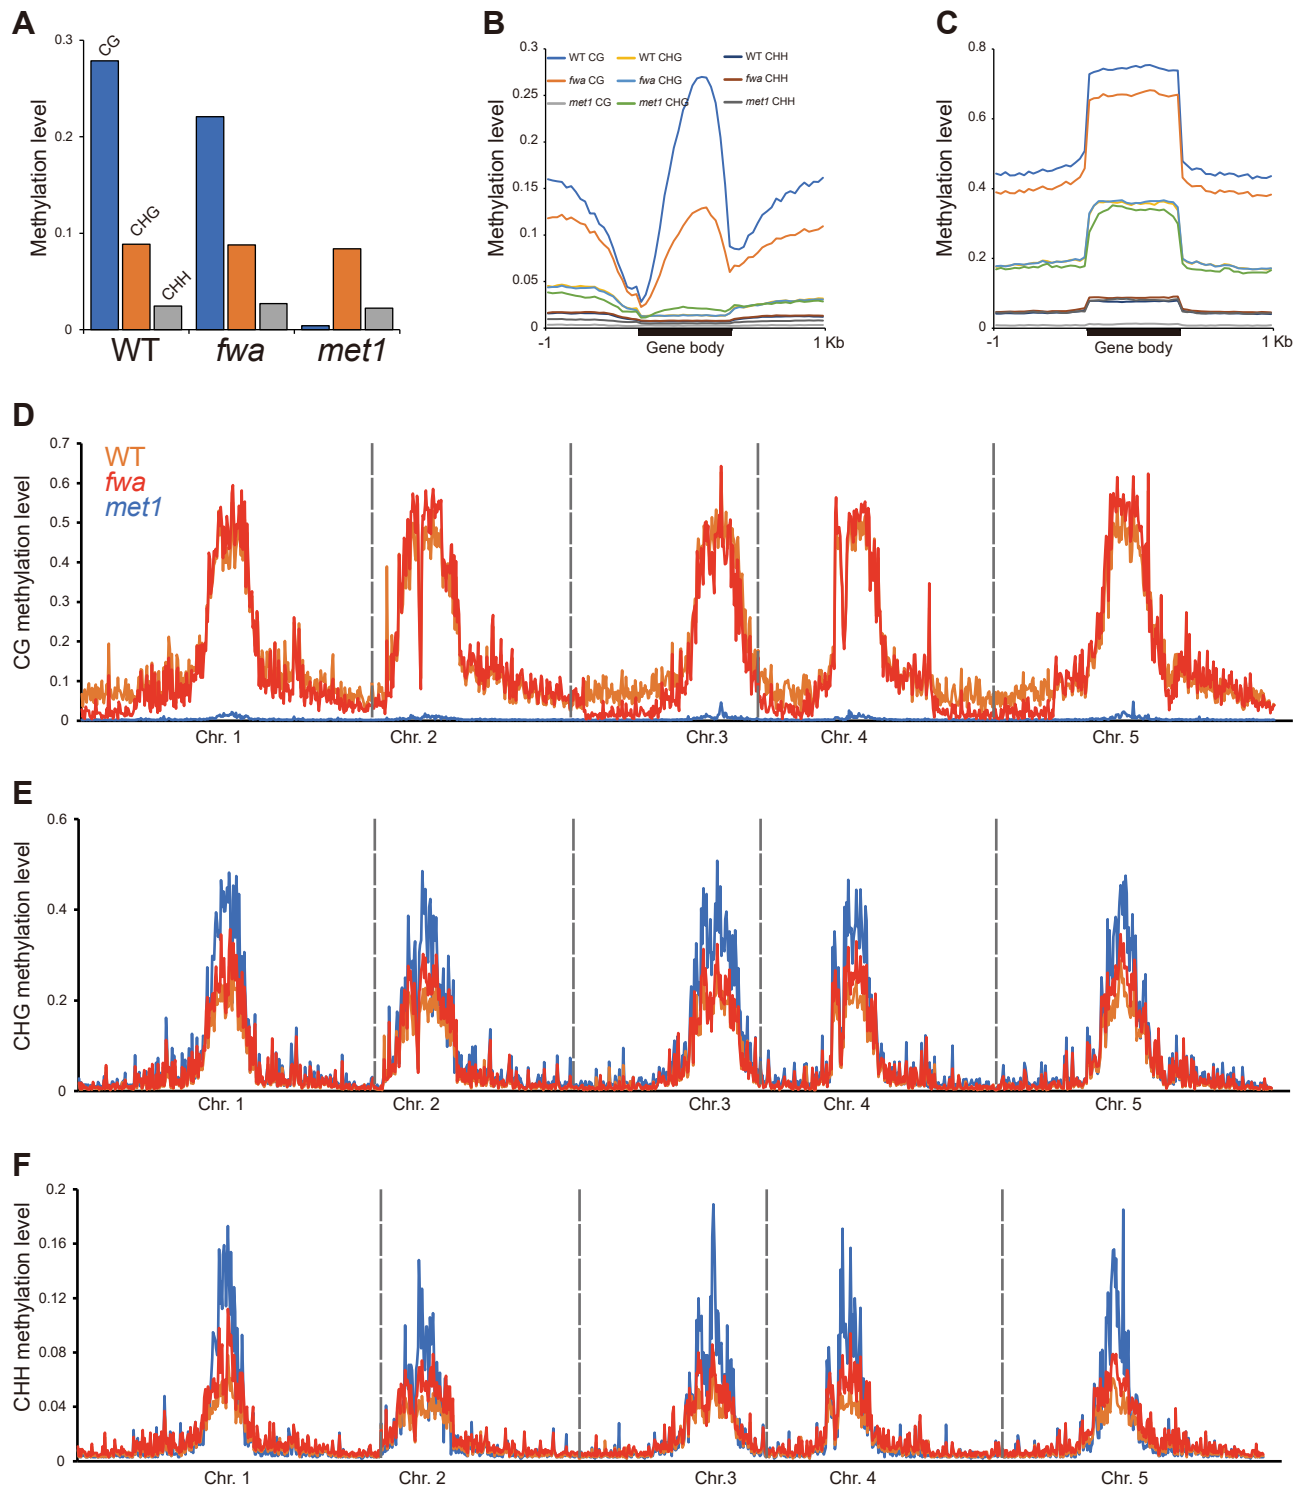 A
Methylation level
0.3
0.2
0.1
0
CG
CHG
CHH
WT
fwa
met1
B
Methylation level
0.3
0.25
0.2
0.15
0.1
0.05
0
WT CG
WT CHG
WT CHH
fwa CG
fwa CHG
fwa CHH
met1 CG
met1 CHG
met1 CHH
-1
Gene body
1 Kb
C
Methylation level
0.8
0.6
0.4
0.2
0
-1
Gene body
1 Kb
D
CG methylation level
0.7
0.6
0.5
0.4
0.3
0.2
0.1
0
WT
fwa
met1
Chr. 1
Chr. 2
Chr.3
Chr. 4
Chr. 5
E
CHG methylation level
0.6
0.4
0.2
0
Chr. 1
Chr. 2
Chr.3
Chr. 4
Chr. 5
F
CHH methylation level
0.2
0.16
0.12
0.08
0.04
0
Chr. 1
Chr. 2
Chr.3
Chr. 4
Chr. 5